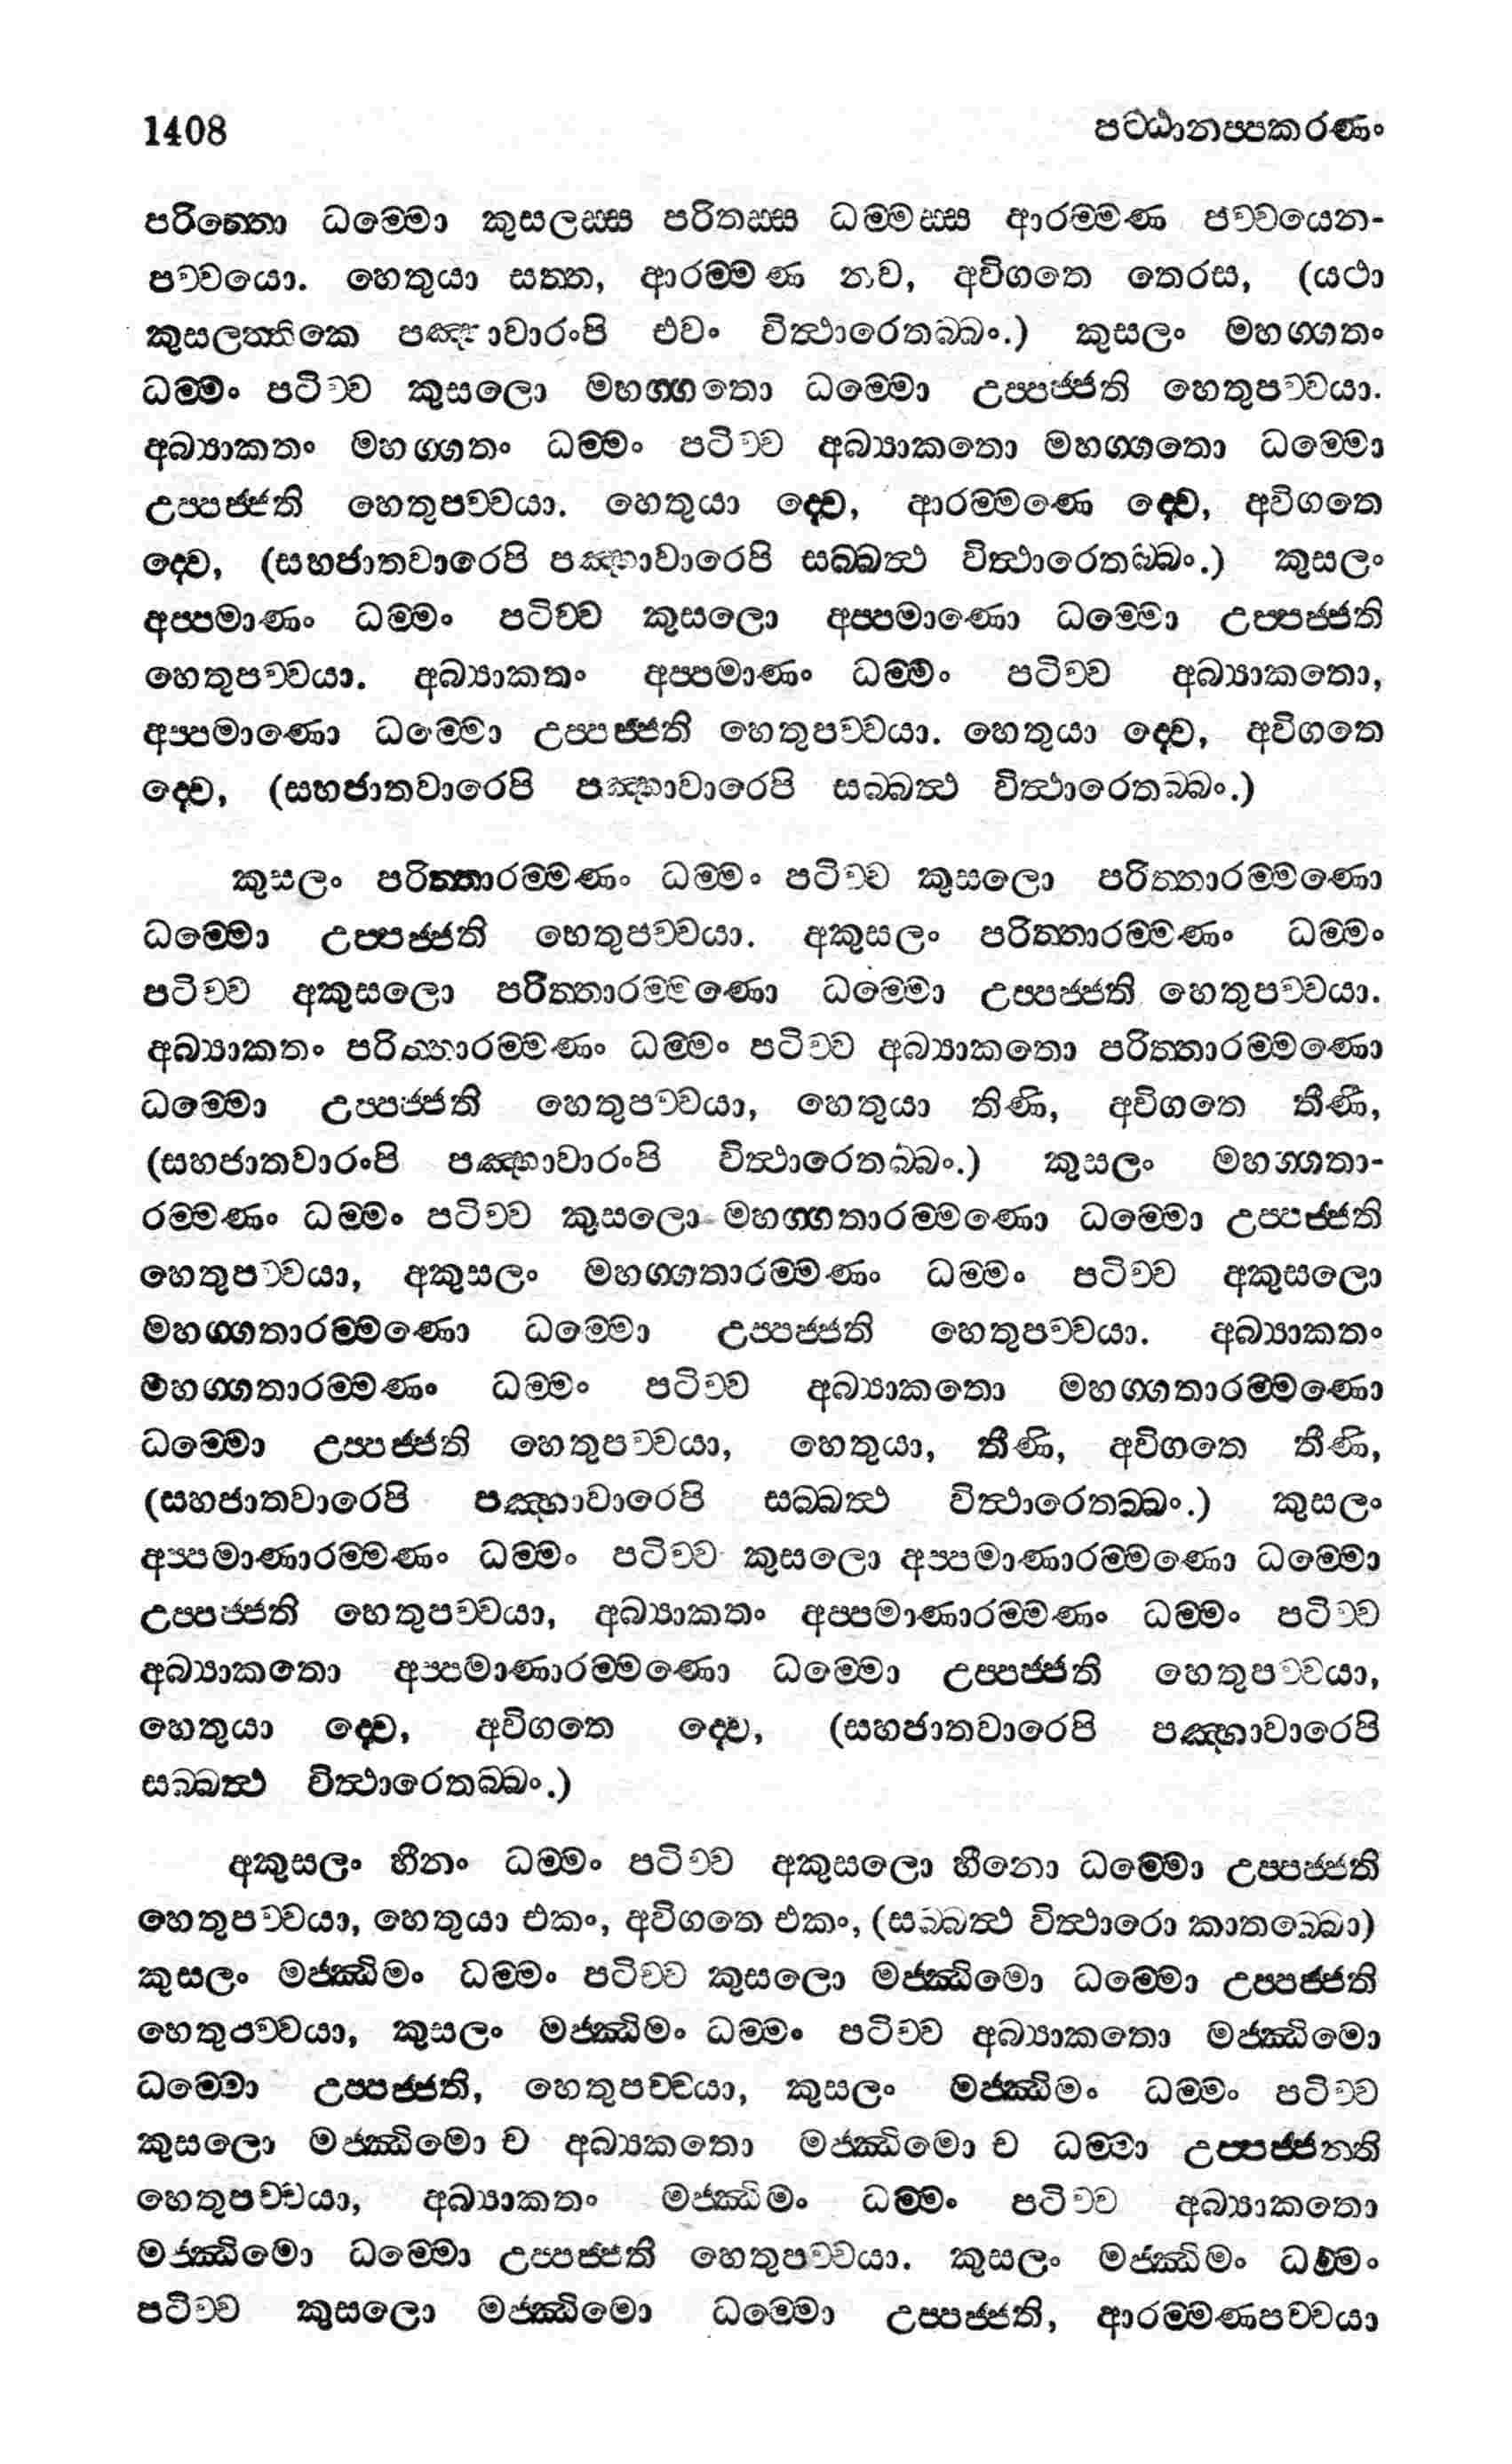 1408 පට්ඨානප්පකරණං
පරිත්තො ධම්මො කුසලස්ස පරිතස්ස ධම්මස්ස ආරම්මණ පච්චයෙන-
පච්චයො. හෙතුයා සත්ත, ආරම්මණ නව, අවිගතෙ තෙරස, (යථා
කුසලත්තිකෙ පඤ්හාවාරංපි එවං විත්ථාරෙතබ්බං.) කුසලං මහග්ගතං
ධම්මං පටිච්ච කුසලො මහග්ගතො ධම්මො උප්පජ්ජති හෙතුපච්චයා.
අබ්‍යාකතං මහග්ගතං ධම්මං පටිච්ච අබ්‍යාකතො මහග්ගතො ධම්මො
උප්පජ්ජති හෙතුපච්චයා. හෙතුයා ද්වෙ, ආරම්මණෙ ද්වෙ, අවිගතෙ
ද්වෙ, (සහජාතවාරෙපි පඤ්හාවාරෙපි සබ්බත්ථ විත්ථාරෙතබ්බං.) කුසලං
අප්පමාණං ධම්මං පටිච්ච කුසලො අප්පමාණො ධම්මො උප්පජ්ජති
හෙතුපච්චයා. අබ්‍යාකතං අප්පමාණං ධම්මං පටිච්ච අබ්‍යාකතො,
අප්පමාණො ධම්මො උප්පජ්ජති හෙතුපච්චයා. හෙතුයා ද්වෙ, අවිගතෙ
ද්වෙ, (සහජාතවාරෙපි පඤ්හාවාරෙපි සබ්බත්ථ විත්ථාරෙතබ්බං.)
කුසලං පරිත්තාරම්මණං ධම්මං පටිච්ච කුසලො පරිත්තාරම්මණො
ධම්මො උප්පජ්ජති හෙතුපච්චයා. අකුසලං පරිත්තාරම්මණං ධම්මං
පටිච්ච අකුසලො පරිත්තාරම්මණො ධම්මො උප්පජ්ජති හෙතුපච්චයා.
අබ්‍යාකතං පරිත්තාරම්මණං ධම්මං පටිච්ච අබ්‍යාකතො පරිත්තාරම්මණො
ධම්මො උප්පජ්ජති හෙතුපච්චයා, හෙතුයා තිණි, අවිගතෙ තීණී,
(සහජාතවාරංපි පඤ්හාවාරංපි විත්ථාරෙතබ්බං.) කුසලං මහග්ගතා-
රම්මණං ධම්මං පටිච්ච කුසලො මහග්ගතාරම්මණො ධම්මො උප්පජ්ජති
හෙතුපච්චයා, අකුසලං මහග්ගතාරම්මණං ධම්මං පටිච්ච අකුසලො
මහග්ගතාරම්මණො ධම්මො උප්පජ්ජති හෙතුපච්චයා. අබ්‍යාකතං
මහග්ගතාරම්මණං ධම්මං පටිච්ච අබ්‍යාකතො මහග්ගතාරම්මණො
ධම්මො උප්පජ්ජති හෙතුපච්චයා, හෙතුයා, තීණි, අවිගතෙ තීණි,
(සහජාතවාරෙපි පඤ්හාවාරෙපි සබ්බත්ථ විත්ථාරෙතබ්බං.) කුසලං
අප්පමාණාරම්මණං ධම්මං පටිච්ච කුසලො අප්පමාණාරම්මණො ධම්මො
උප්පජ්ජති හෙතුපච්චයා, අබ්‍යාකතං අප්පමාණාරම්මණං ධම්මං පටිච්ච
අබ්‍යාකතො අප්පමාණාරම්මණො ධම්මො උප්පජ්ජති හෙතුපච්චයා,
හෙතුයා ද්වෙ, අවිගතෙ ද්වෙ, (සහජාතවාරෙපි පඤ්හාවාරෙපි
සබ්බත්ථ විත්ථාරෙතබ්බං.)
අකුසලං හීනං ධම්මං පටිච්ච අකුසලො හීනො ධම්මො උප්පජ්ජති
හෙතුපච්චයා, හෙතුයා එකං, අවිගතෙ එකං, (සබ්බත්ථ විත්ථාරො කාතබ්බො)
කුසලං මජ්ඣිමං ධම්මං පටිච්ච කුසලො මජ්ඣිමො ධම්මො උප්පජ්ජති
හෙතුපච්චයා, කුසලං මජ්ඣිමං ධම්මං පටිච්ච අබ්‍යාකතො මජ්ඣිමො
ධම්මො උප්පජ්ජති, හෙතුපච්චයා, කුසලං මජ්ඣිමං ධම්මං පටිච්ච
කුසලො මජ්ඣිමො ච අබ්‍යකතො මජ්ඣිමො ච ධම්මා උප්පජ්ජන්ති
හෙතුපච්චයා, අබ්‍යාකතං මජ්ඣිමං ධම්මං පටිච්ච අබ්‍යාකතො
මජ්ඣිමො ධම්මො උප්පජ්ජති හෙතුපච්චයා. කුසලං මජ්ඣිමං ධම්මං
පටිච්ච කුසලො මජ්ඣිමො ධම්මො උප්පජ්ජති, ආරම්මණපච්චයා